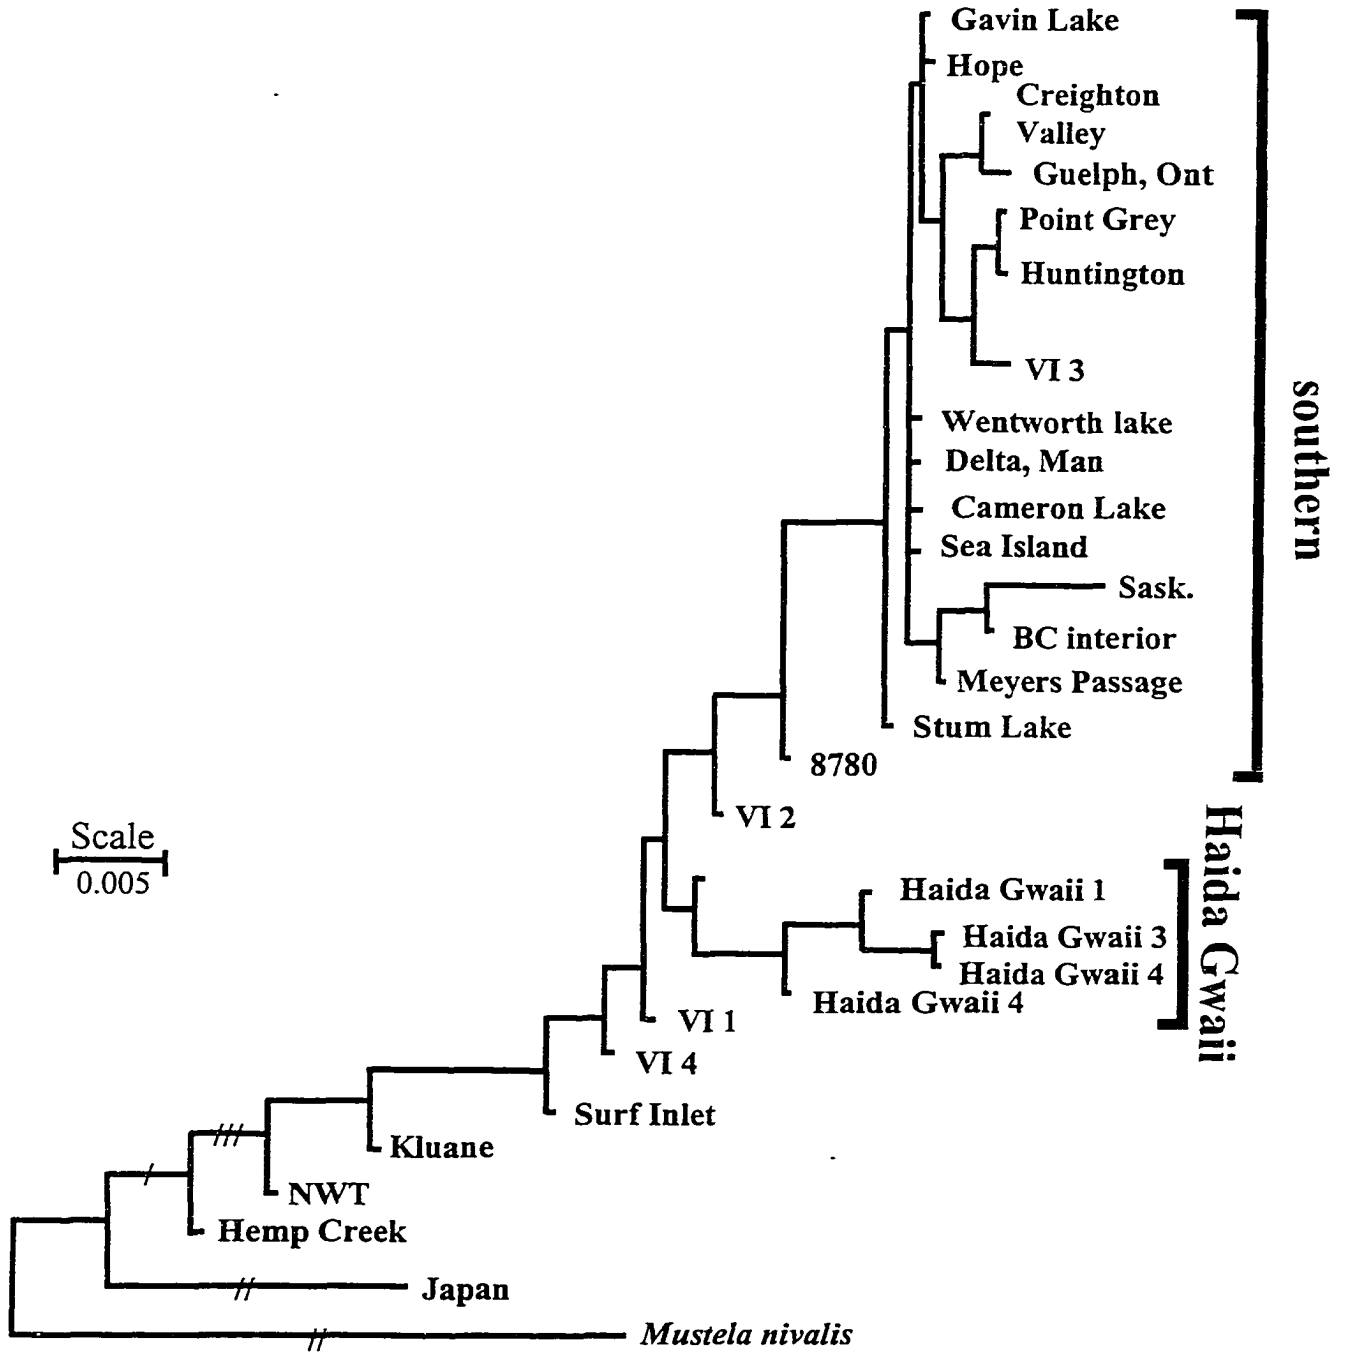 Gavin Lake
Hope
Creighton
Valley
Guelph, Ont
Point Grey
Huntington
VI 3
Wentworth lake
Delta, Man
Cameron Lake
Sea Island
Sask.
BC interior
Meyers Passage
Stum Lake
8780
VI 2
southern
Scale
0.005
Haida Gwaii 1
Haida Gwaii 3
Haida Gwaii 4
Haida Gwaii 4
Haida Gwaii
VI 1
VI 4
Surf Inlet
Kluane
NWT
Hemp Creek
Japan
Mustela nivalis